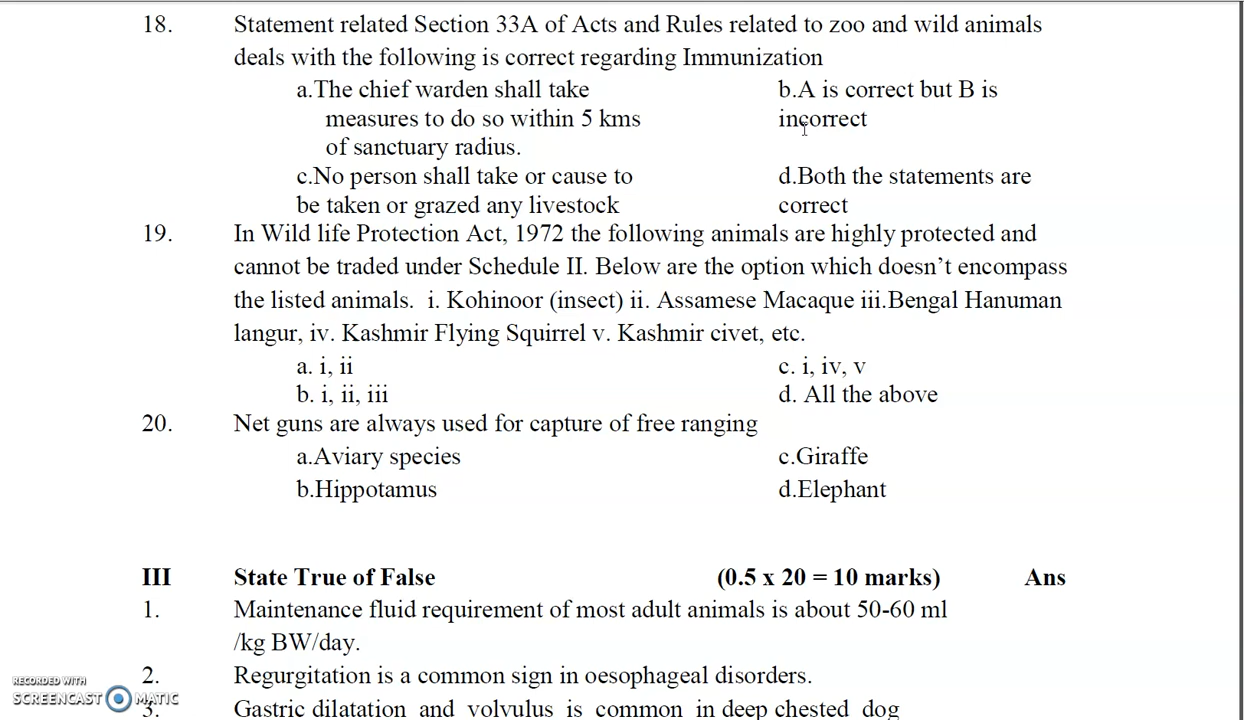 18. Statement related Section 33A of Acts and Rules related to zoo and wild animals
deals with the following is correct regarding Immunization
a.The chief warden shall take
measures to do so within 5 kms
of sanctuary radius.
b.A is correct but B is
incorrect
c.No person shall take or cause to
be taken or grazed any livestock
d.Both the statements are
correct
19. In Wild life Protection Act, 1972 the following animals are highly protected and
cannot be traded under Schedule II. Below are the option which doesn’t encompass
the listed animals. i. Kohinoor (insect) ii. Assamese Macaque iii.Bengal Hanuman
langur, iv. Kashmir Flying Squirrel v. Kashmir civet, etc.
a. i, ii c. i, iv, v
b. i, ii, iii d. All the above
20. Net guns are always used for capture of free ranging
a.Aviary species c.Giraffe
b.Hippotamus d.Elephant
III State True of False (0.5 x 20 = 10 marks) Ans
1. Maintenance fluid requirement of most adult animals is about 50-60 ml
/kg BW/day.
2. Regurgitation is a common sign in oesophageal disorders.
3. Gastric dilatation and volvulus is common in deep chested dog
RECORDED WITH
SCREENCAST MATIC